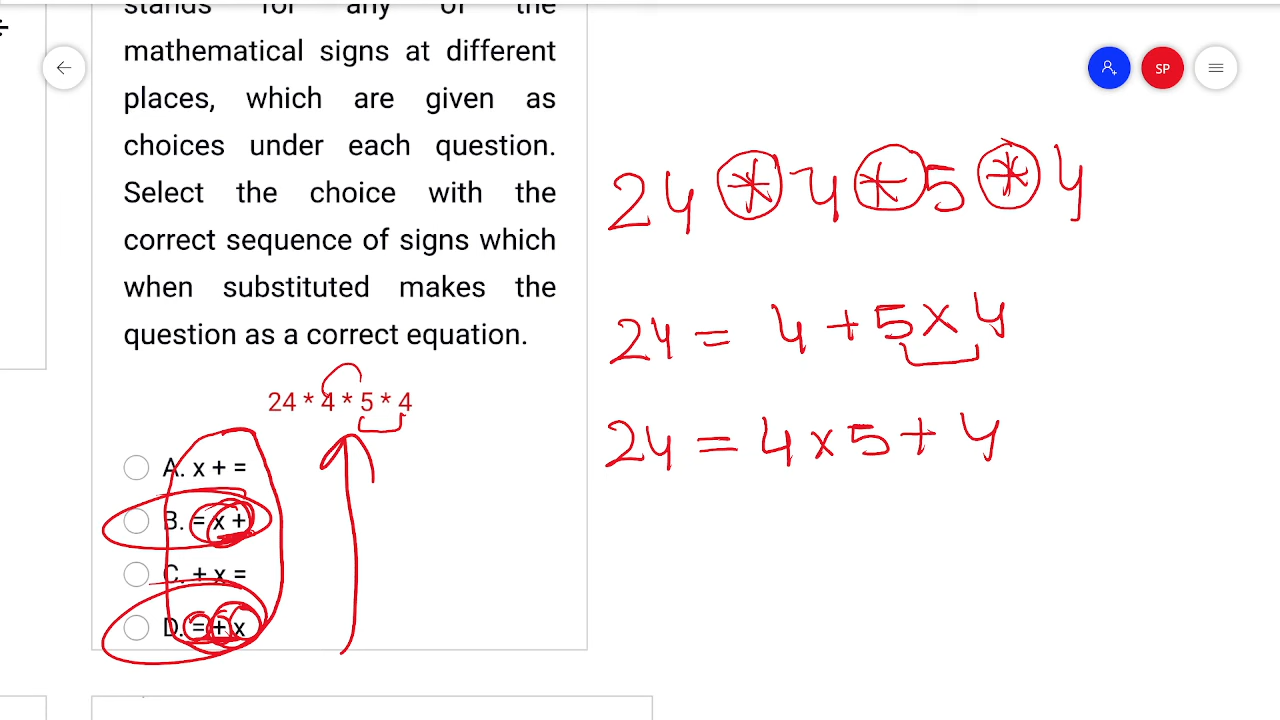 stands for any of the
mathematical signs at different
places, which are given as
choices under each question.
Select the choice with the
correct sequence of signs which
when substituted makes the
question as a correct equation.
24 * 4 * 5 * 4
A. x + =
B. = x +
C. + x =
D. = + x
SP
24 * 4 * 5 * 4
24 = 4 + 5 × 4
24 = 4 × 5 + 4